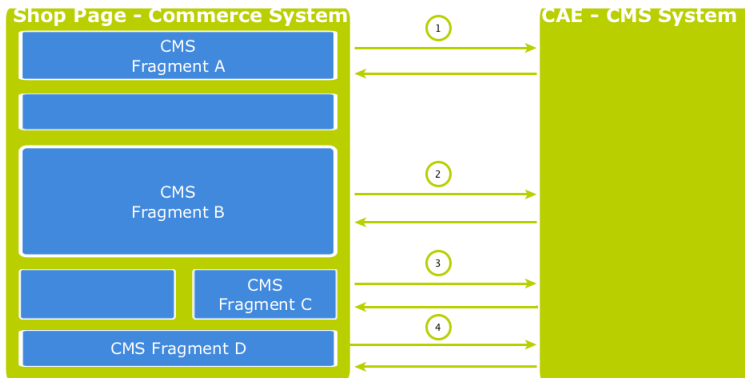 Shop Page - Commerce System
CAE - CMS System
CMS
Fragment A
1
CMS
Fragment B
2
CMS
Fragment C
3
CMS Fragment D
4